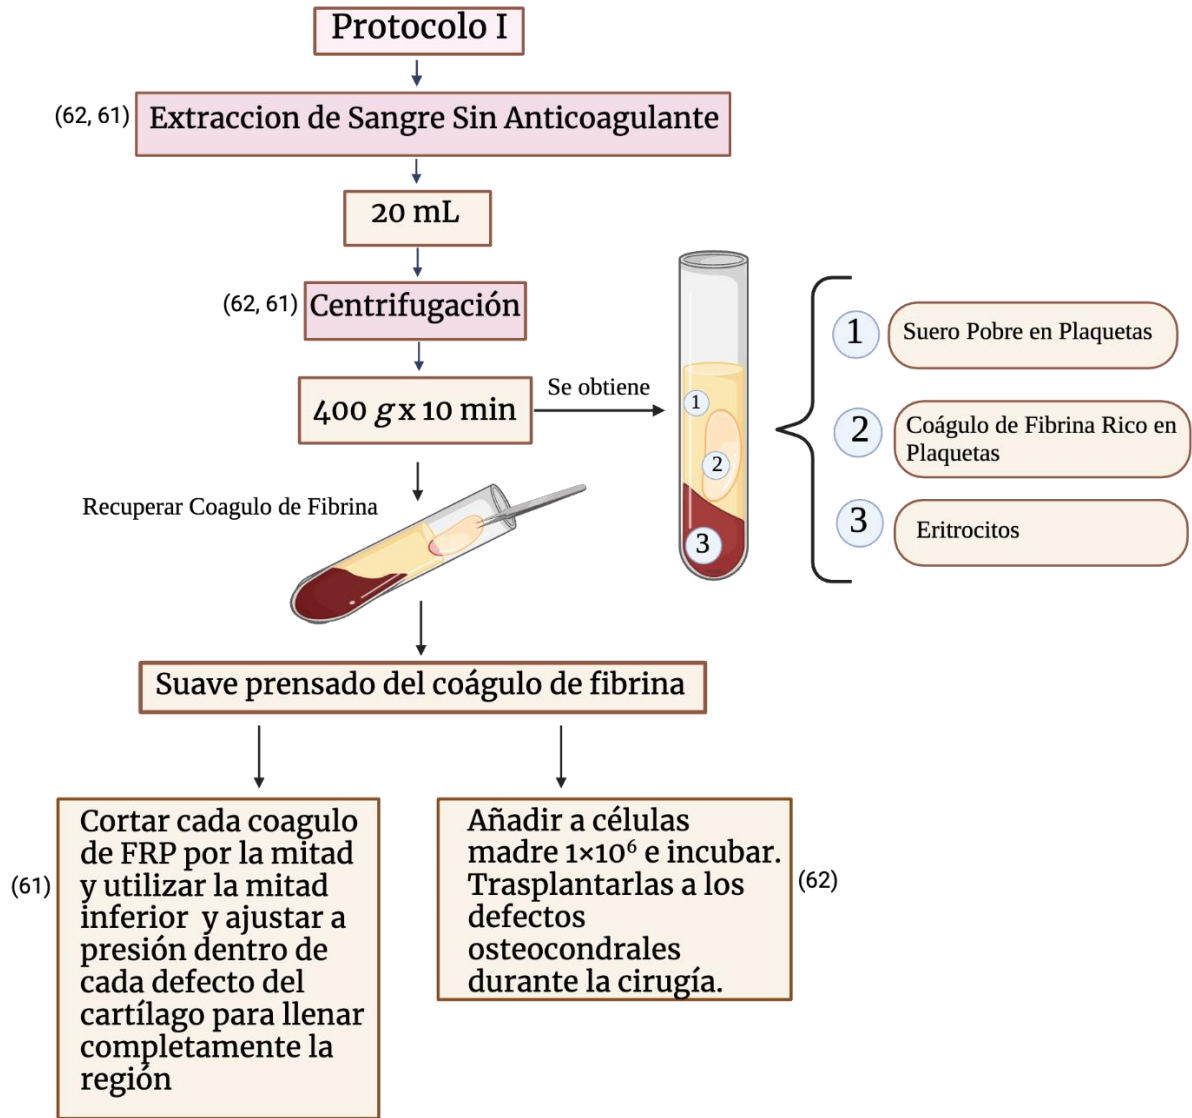 Protocolo I
(62, 61)
Extraccion de Sangre Sin Anticoagulante
20 mL
(62, 61)
Centrifugación
400 g x 10 min
Se obtiene
1
2
3
1
Suero Pobre en Plaquetas
2
Coágulo de Fibrina Rico en
Plaquetas
3
Eritrocitos
Recuperar Coagulo de Fibrina
Suave prensado del coágulo de fibrina
(61)
Cortar cada coagulo
de FRP por la mitad
y utilizar la mitad
inferior y ajustar a
presión dentro de
cada defecto del
cartílago para llenar
completamente la
región
Añadir a células
madre 1×10⁶ e incubar.
Trasplantarlas a los
defectos
osteocondrales
durante la cirugía.
(62)